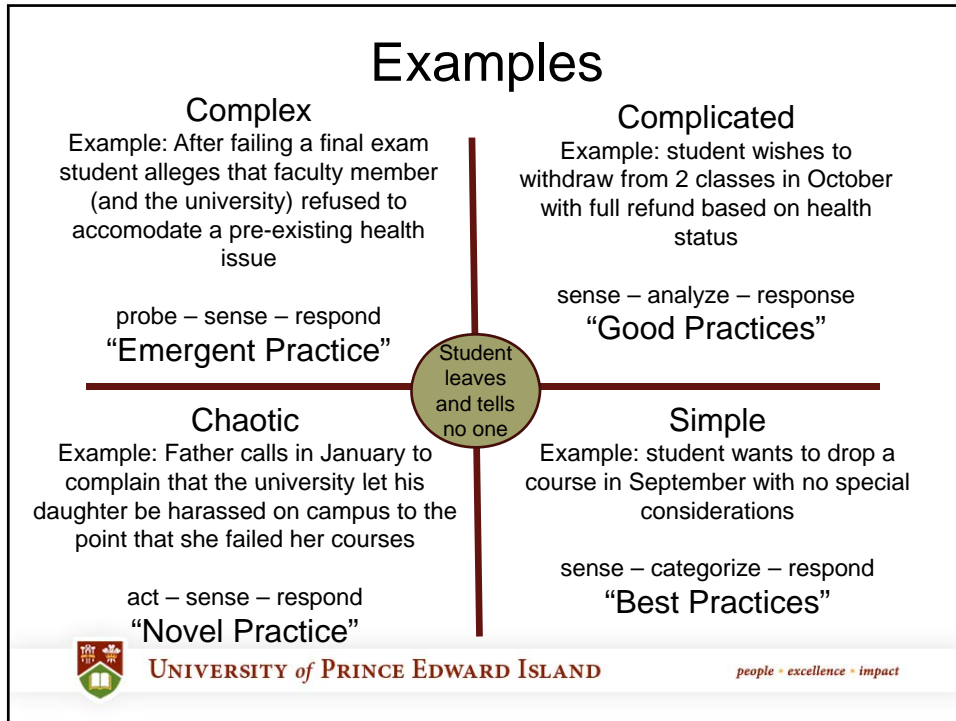 Examples
Complex
Example: After failing a final exam
student alleges that faculty member
(and the university) refused to
accomodate a pre-existing health
issue
probe – sense – respond
“Emergent Practice”
Complicated
Example: student wishes to
withdraw from 2 classes in October
with full refund based on health
status
sense – analyze – response
“Good Practices”
Student
leaves
and tells
no one
Chaotic
Example: Father calls in January to
complain that the university let his
daughter be harassed on campus to the
point that she failed her courses
act – sense – respond
“Novel Practice”
Simple
Example: student wants to drop a
course in September with no special
considerations
sense – categorize – respond
“Best Practices”
UNIVERSITY of PRINCE EDWARD ISLAND
people • excellence • impact